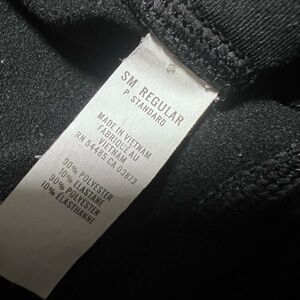 SM REGULAR
P STANDARD
MADE IN VIETNAM
FABRIQUÉ AU
VIETNAM
RN 54485 CA 03873
90% POLYESTER
10% ELASTANE
90% POLYESTER
10% ÉLASTHANNE